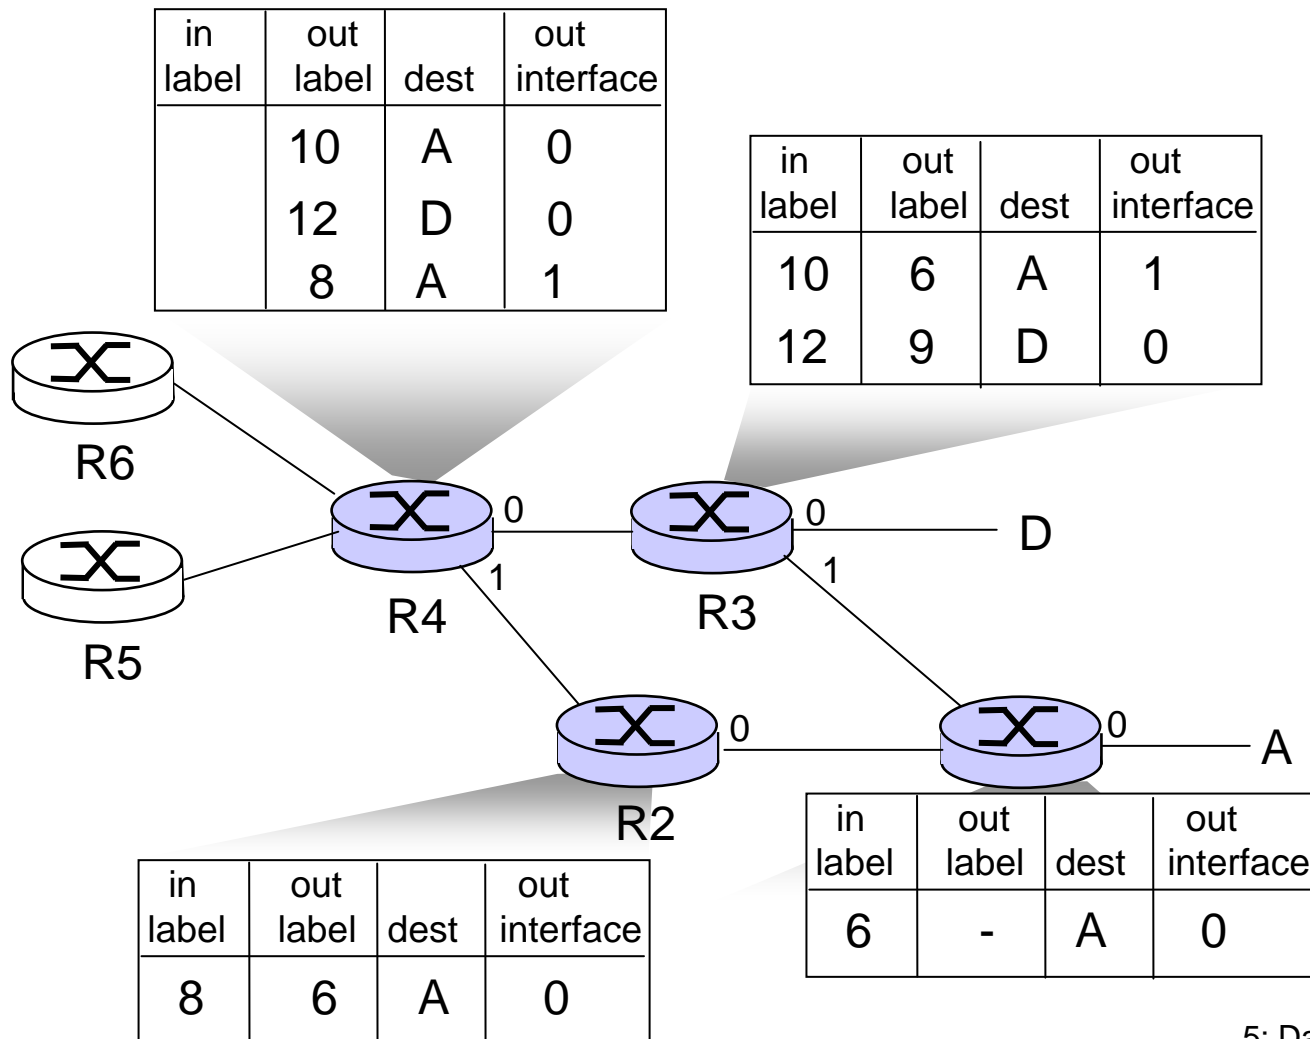 in out out
label label dest interface
10 A 0
12 D 0
8 A 1
in out out
label label dest interface
10 6 A 1
12 9 D 0
R6
0
0
D
1
1
R4
R3
R5
0
0
A
R2
in out out
label label dest interface
6 - A 0
in out out
label label dest interface
8 6 A 0